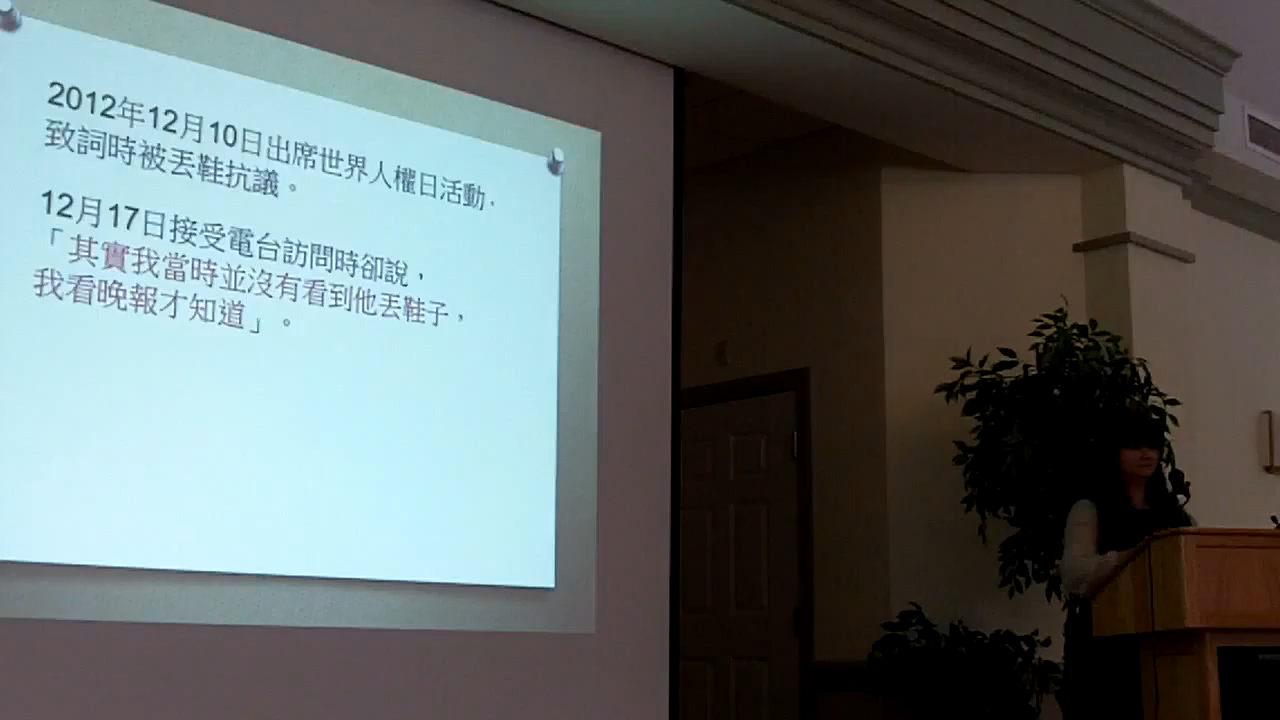 2012年12月10日出席世界人權日活動,
致詞時被丟鞋抗議。
12月17日接受電台訪問時卻說,
「其實我當時並沒有看到他丟鞋子,
我看晚報才知道」。